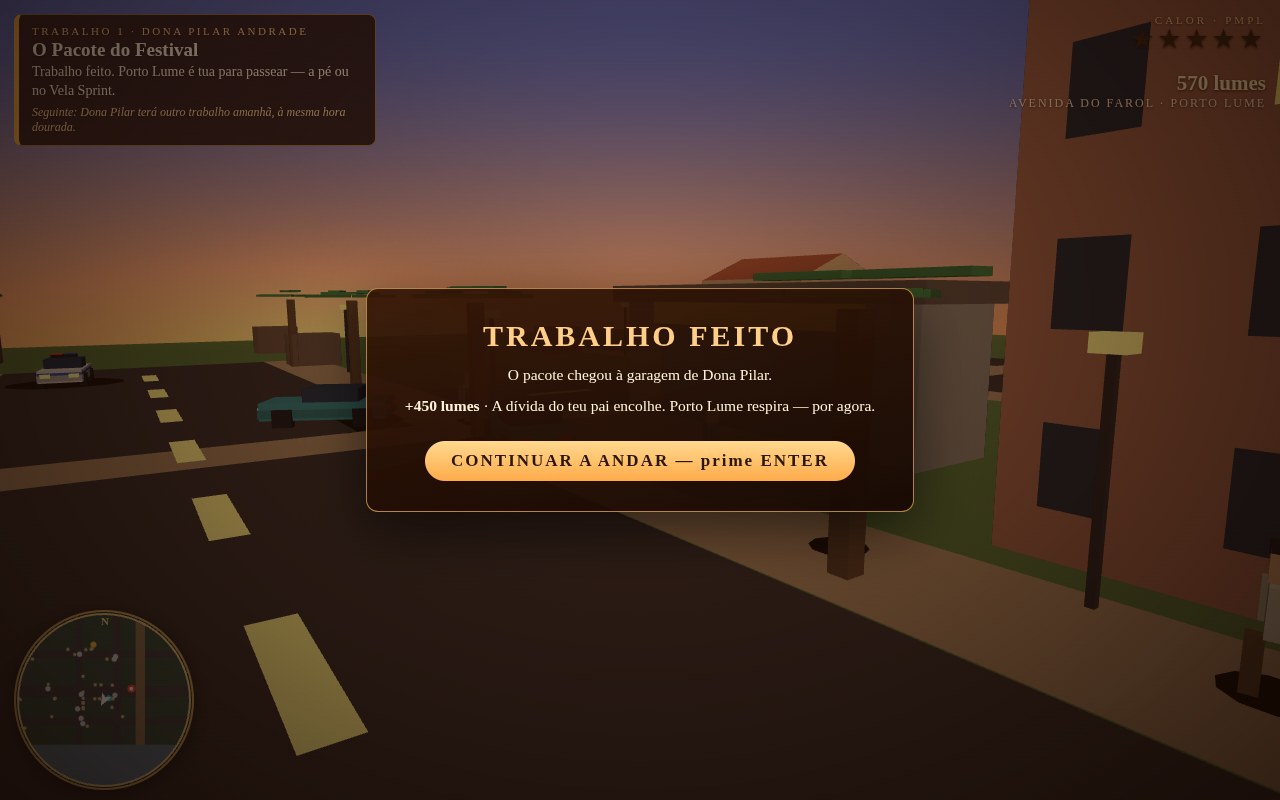 TRABALHO 1 · DONA PILAR ANDRADE
O Pacote do Festival
Trabalho feito. Porto Lume é tua para passear — a pé ou
no Vela Sprint.
Seguinte: Dona Pilar terá outro trabalho amanhã, à mesma hora
dourada.
CALOR · PMPL
★★★★★
570 lumes
AVENIDA DO FAROL · PORTO LUME
TRABALHO FEITO
O pacote chegou à garagem de Dona Pilar.
+450 lumes · A dívida do teu pai encolhe. Porto Lume respira — por agora.
CONTINUAR A ANDAR — prime ENTER
N